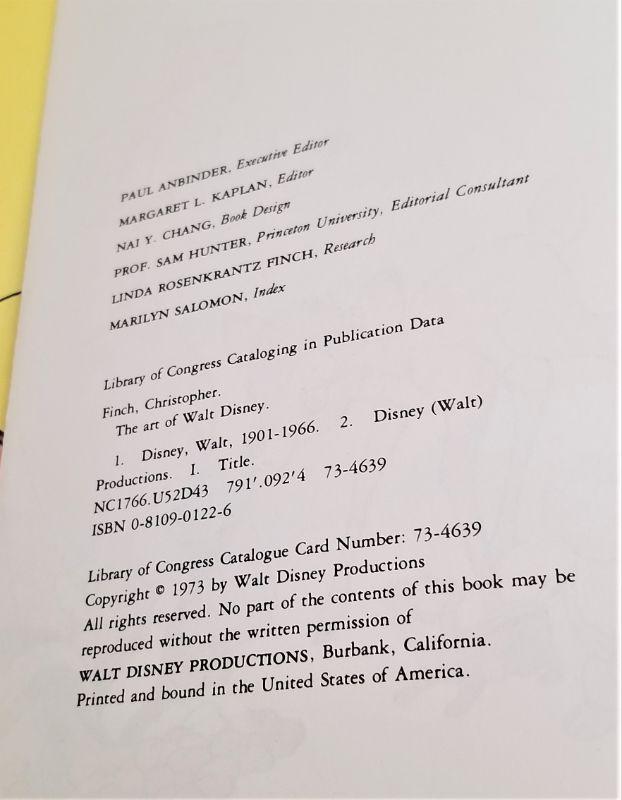 PAUL ANBINDER, Executive Editor
MARGARET L. KAPLAN, Editor
NAI Y. CHANG, Book Design
PROF. SAM HUNTER, Princeton University, Editorial Consultant
LINDA ROSENKRANTZ FINCH, Research
MARILYN SALOMON, Index
Library of Congress Cataloging in Publication Data
Finch, Christopher.
The art of Walt Disney.
1. Disney, Walt, 1901-1966. 2. Disney (Walt)
Productions. I. Title.
NC1766.U52D43 791'.092'4 73-4639
ISBN 0-8109-0122-6
Library of Congress Catalogue Card Number: 73-4639
Copyright © 1973 by Walt Disney Productions
All rights reserved. No part of the contents of this book may be
reproduced without the written permission of
WALT DISNEY PRODUCTIONS, Burbank, California.
Printed and bound in the United States of America.